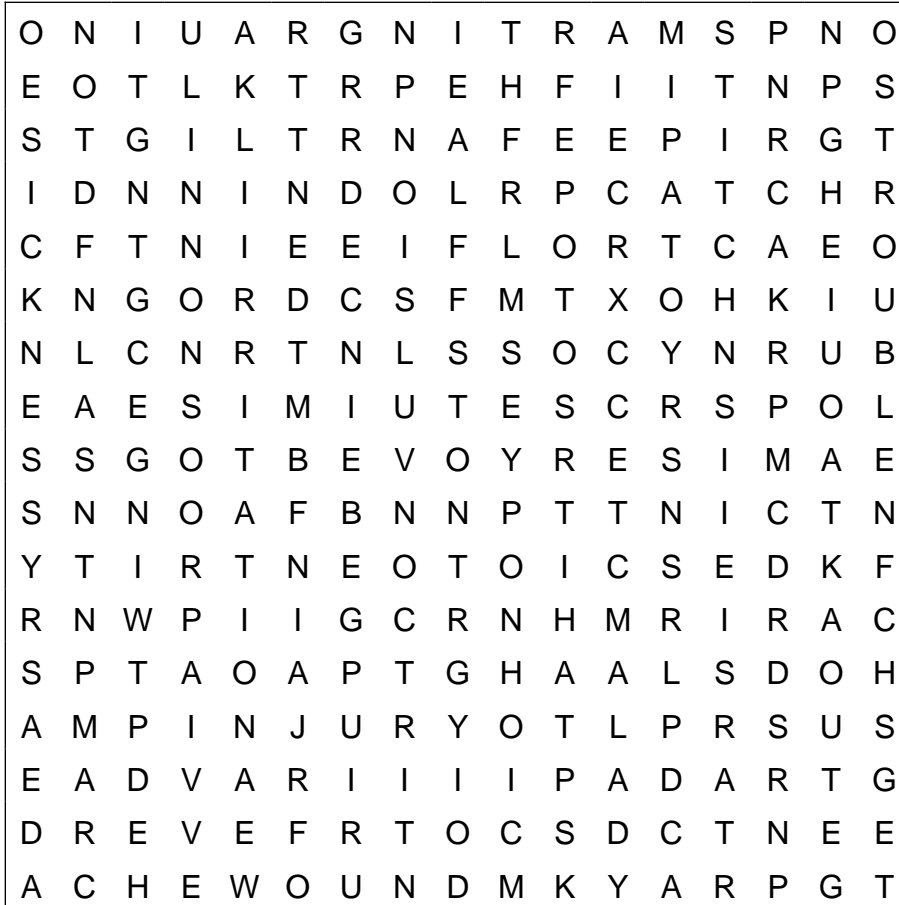 O N I U A R G N I T R A M S P N O
E O T L K T R P E H F I I T N P S
S T G I L T R N A F E E P I R G T
I D N N I N D O L R P C A T C H R
C F T N I E E I F L O R T C A E O
K N G O R D C S F M T X O H K I U
N L C N R T N L S S O C Y N R U B
E A E S I M I U T E S C R S P O L
S S G O T B E V O Y R E S I M A E
S N N O A F B N N P T T N I C T N
Y T I R T N E O T O I C S E D K F
R N W P I I G C R N H M R I R A C
S P T A O A P T G H A A L S D O H
A M P I N J U R Y O T L P R S U S
E A D V A R I I I I P A D A R T G
D R E V E F R T O C S D C T N E E
A C H E W O U N D M K Y A R P G T